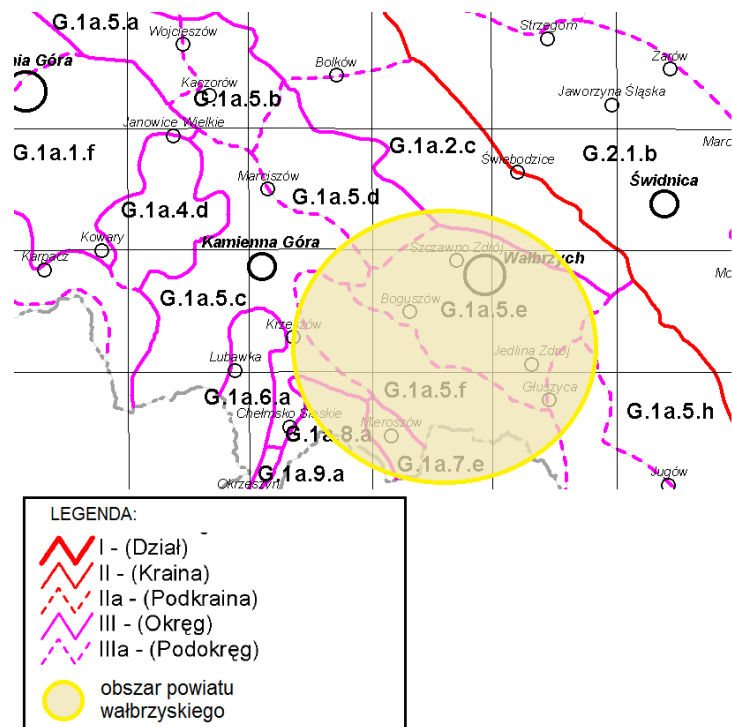 G.1a.5.a
Wojcieszów
Strzegom
Bolków
Żarów
nia Góra
Kaczorów
G.1a.5.b
Jaworzyna Śląska
Janowice Wielkie
Marc
G.1a.1.f
G.1a.2.c
G.2.1.b
Świebodzice
Marciszów
G.1a.5.d
Świdnica
G.1a.4.d
Kowary
Kamienna Góra
Szczawno Zdrój
Wałbrzych
Karpacz
Mo
G.1a.5.c
Boguszów
G.1a.5.e
Krzeszów
Lubawka
Jedlina Zdrój
G.1a.6.a
G.1a.5.f
Głuszyca
G.1a.5.h
Chełmsko Śląskie
G.1a.8.a
Mieroszów
G.1a.9.a
G.1a.7.e
Okrzeszyn
Jugów
LEGENDA:
I - (Dział)
II - (Kraina)
IIa - (Podkraina)
III - (Okręg)
IIIa - (Podokręg)
obszar powiatu
wałbrzyskiego